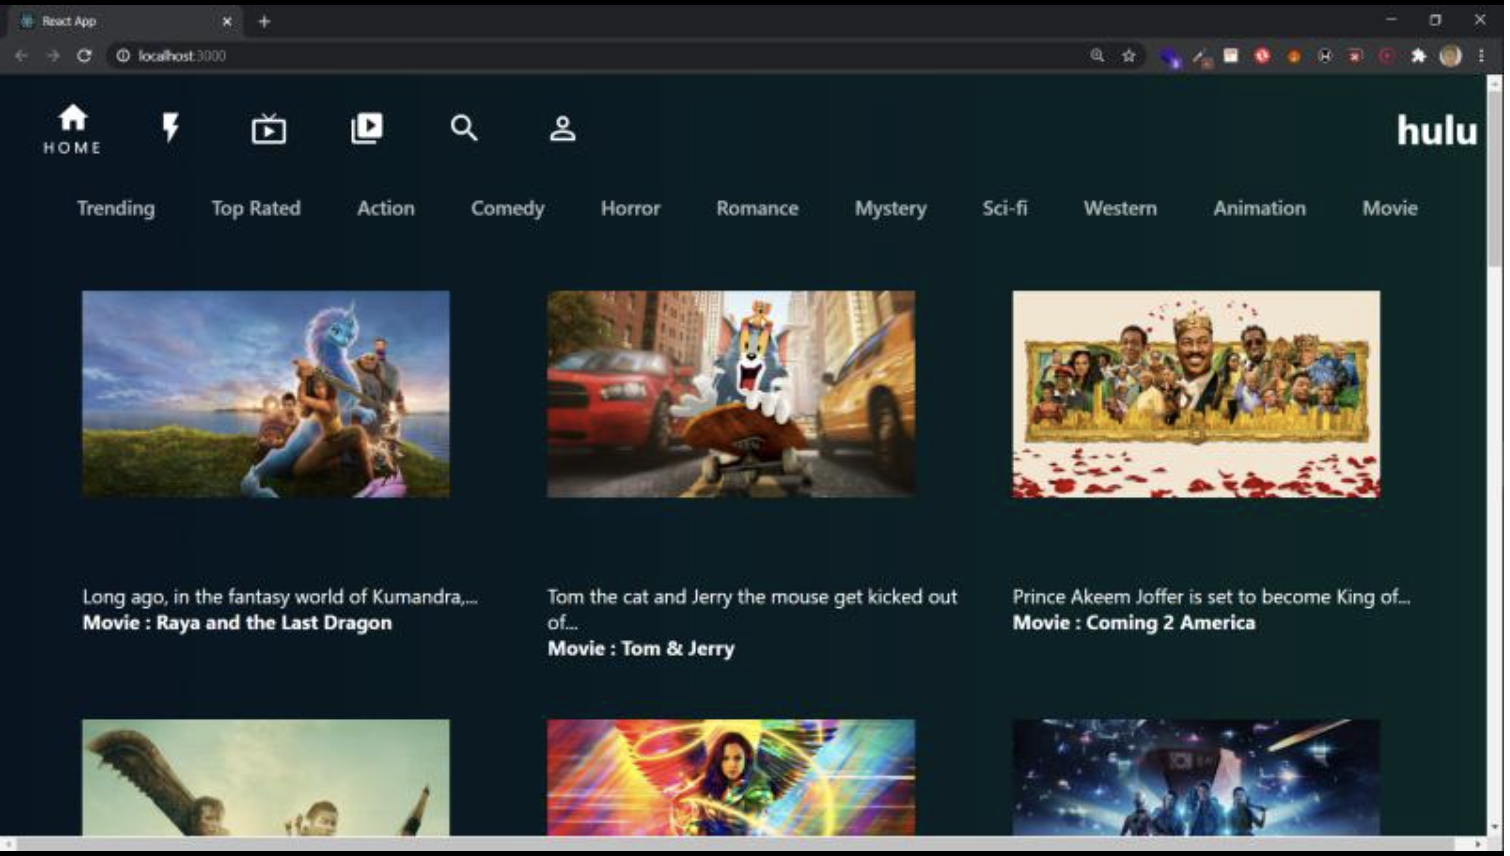 React App
localhost:3000
HOME
hulu
Trending Top Rated Action Comedy Horror Romance Mystery Sci-fi Western Animation Movie
Long ago, in the fantasy world of Kumandra,...
Movie : Raya and the Last Dragon
Tom the cat and Jerry the mouse get kicked out
of...
Movie : Tom & Jerry
Prince Akeem Joffer is set to become King of...
Movie : Coming 2 America